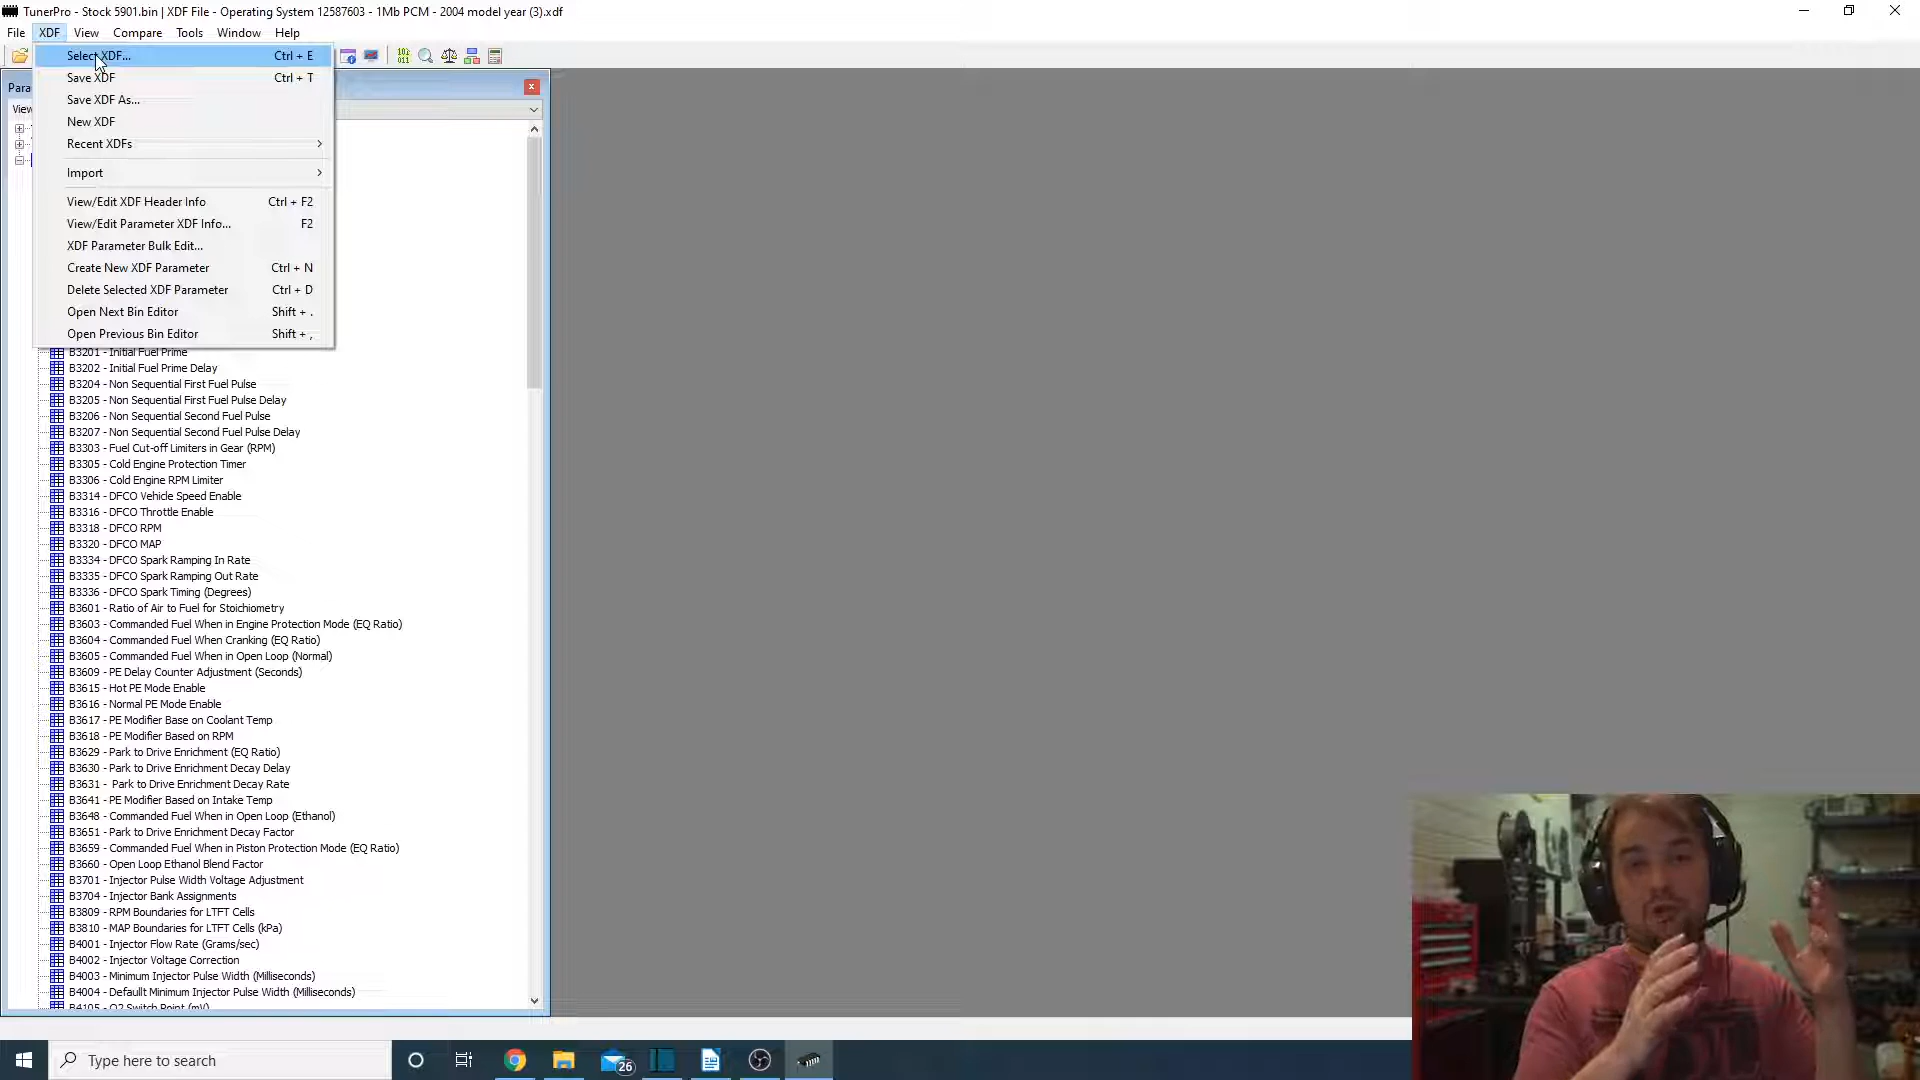 TunerPro - Stock 5901.bin | XDF File - Operating System 12587603 - 1Mb PCM - 2004 model year (3).xdf
File XDF View Compare Tools Window Help
Select XDF... Ctrl + E
Save XDF Ctrl + T
Save XDF As...
New XDF
Recent XDFs
Import
View/Edit XDF Header Info Ctrl + F2
View/Edit Parameter XDF Info... F2
XDF Parameter Bulk Edit...
Create New XDF Parameter Ctrl + N
Delete Selected XDF Parameter Ctrl + D
Open Next Bin Editor Shift + .
Open Previous Bin Editor Shift + ,
B3201 - Initial Fuel Prime
B3202 - Initial Fuel Prime Delay
B3204 - Non Sequential First Fuel Pulse
B3205 - Non Sequential First Fuel Pulse Delay
B3206 - Non Sequential Second Fuel Pulse
B3207 - Non Sequential Second Fuel Pulse Delay
B3303 - Fuel Cut-off Limiters in Gear (RPM)
B3305 - Cold Engine Protection Timer
B3306 - Cold Engine RPM Limiter
B3314 - DFCO Vehicle Speed Enable
B3316 - DFCO Throttle Enable
B3318 - DFCO RPM
B3320 - DFCO MAP
B3334 - DFCO Spark Ramping In Rate
B3335 - DFCO Spark Ramping Out Rate
B3336 - DFCO Spark Timing (Degrees)
B3601 - Ratio of Air to Fuel for Stoichiometry
B3603 - Commanded Fuel When in Engine Protection Mode (EQ Ratio)
B3604 - Commanded Fuel When Cranking (EQ Ratio)
B3605 - Commanded Fuel When in Open Loop (Normal)
B3609 - PE Delay Counter Adjustment (Seconds)
B3615 - Hot PE Mode Enable
B3616 - Normal PE Mode Enable
B3617 - PE Modifier Base on Coolant Temp
B3618 - PE Modifier Based on RPM
B3629 - Park to Drive Enrichment (EQ Ratio)
B3630 - Park to Drive Enrichment Decay Delay
B3631 - Park to Drive Enrichment Decay Rate
B3641 - PE Modifier Based on Intake Temp
B3648 - Commanded Fuel When in Open Loop (Ethanol)
B3651 - Park to Drive Enrichment Decay Factor
B3659 - Commanded Fuel When in Piston Protection Mode (EQ Ratio)
B3660 - Open Loop Ethanol Blend Factor
B3701 - Injector Pulse Width Voltage Adjustment
B3704 - Injector Bank Assignments
B3809 - RPM Boundaries for LTFT Cells
B3810 - MAP Boundaries for LTFT Cells (kPa)
B4001 - Injector Flow Rate (Grams/sec)
B4002 - Injector Voltage Correction
B4003 - Minimum Injector Pulse Width (Milliseconds)
B4004 - Defaullt Minimum Injector Pulse Width (Milliseconds)
B4105 - O2 Switch Point (mV)
Type here to search
26